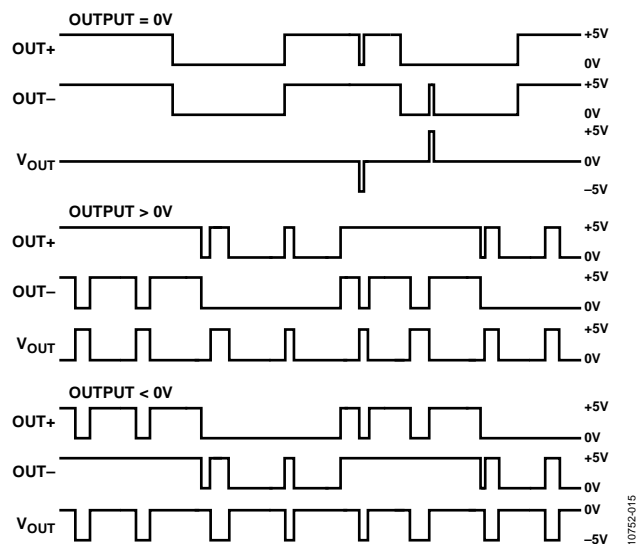 OUTPUT = 0V
OUT+
+5V
0V
OUT–
+5V
0V
VOUT
+5V
0V
–5V
OUTPUT > 0V
OUT+
+5V
0V
OUT–
+5V
0V
VOUT
+5V
0V
OUTPUT < 0V
OUT+
+5V
0V
OUT–
+5V
0V
VOUT
0V
–5V
10752-015